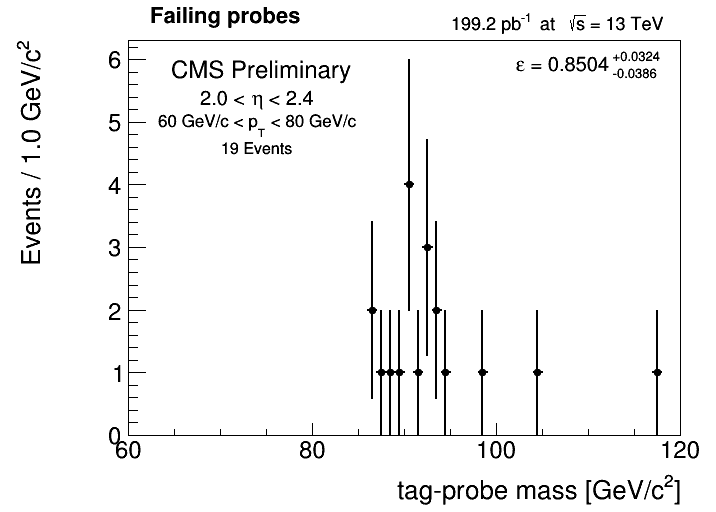 Failing probes
199.2 pb⁻¹ at √s = 13 TeV
CMS Preliminary
2.0 < η < 2.4
60 GeV/c < p_T < 80 GeV/c
19 Events
ε = 0.8504 +0.0324 -0.0386
Events / 1.0 GeV/c²
6
5
4
3
2
1
0
60 80 100 120
tag-probe mass [GeV/c²]